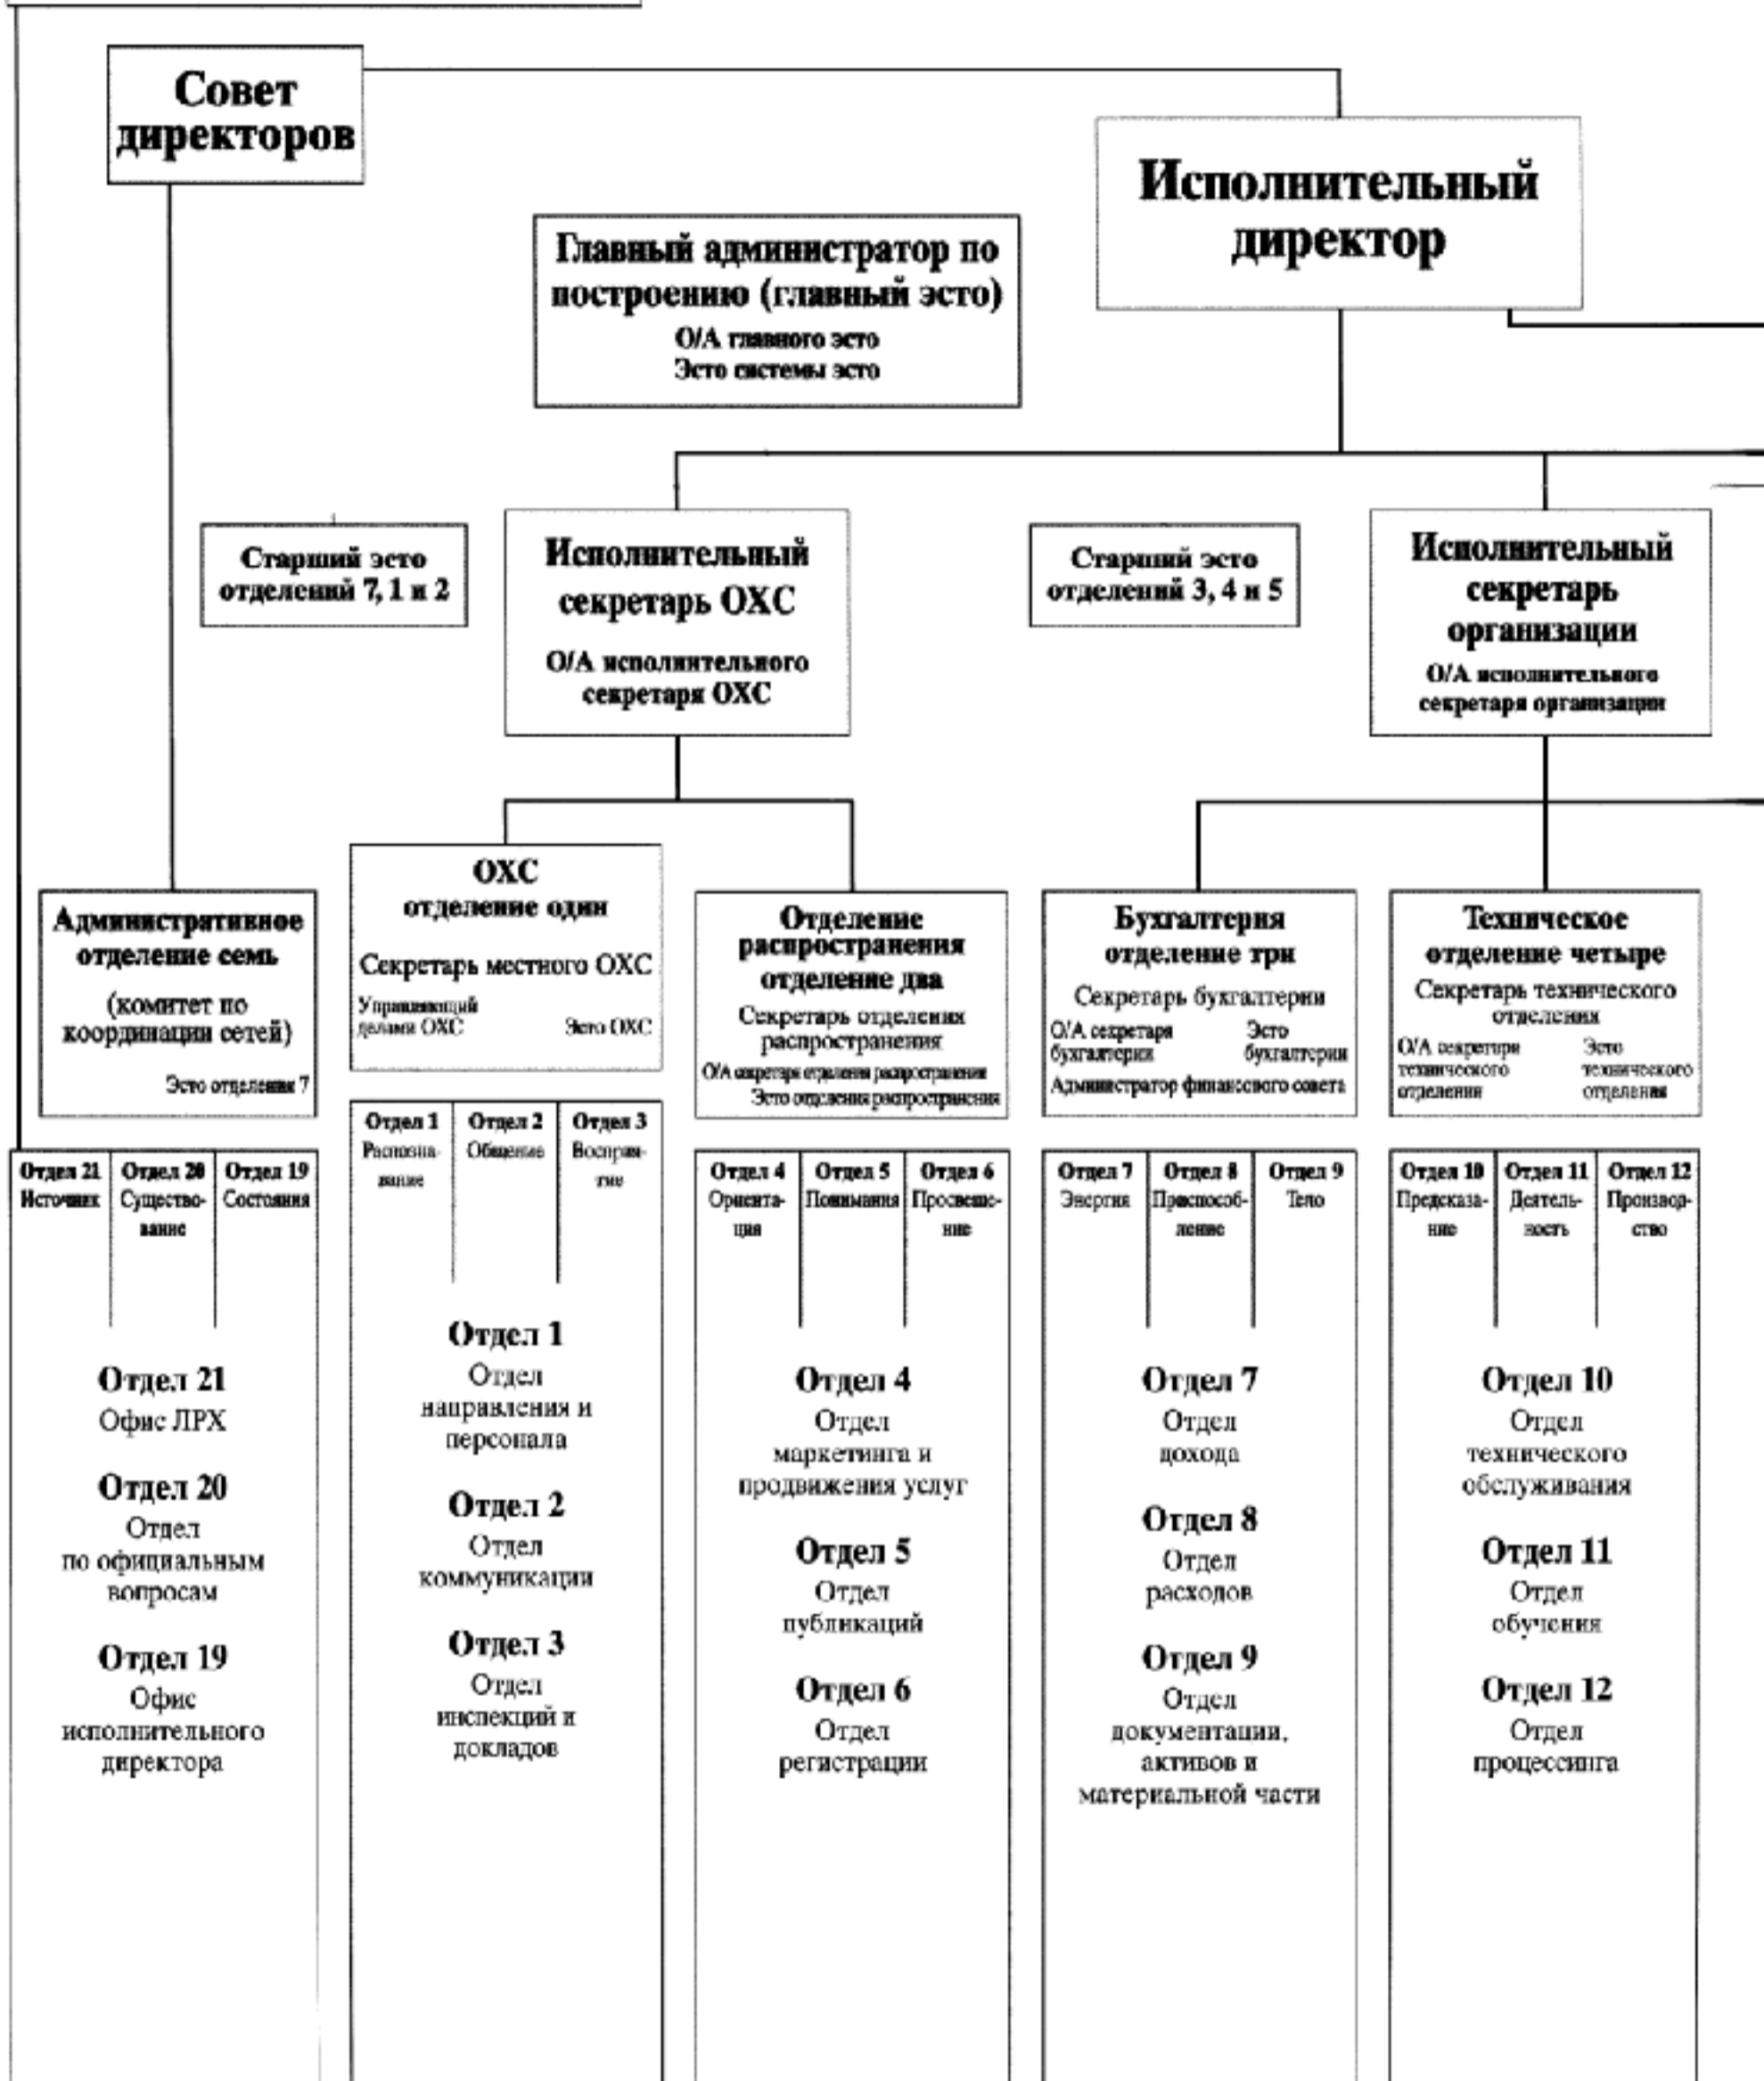 Совет
директоров
Исполнительный
директор
Главный администратор по
построению (главный эсто)
О/А главного эсто
Эсто системы эсто
Старший эсто
отделений 7, 1 и 2
Исполнительный
секретарь ОХС
О/А исполнительного
секретаря ОХС
Старший эсто
отделений 3, 4 и 5
Исполнительный
секретарь
организации
О/А исполнительного
секретаря организации
Административное
отделение семь
(комитет по
координации сетей)
Эсто отделения 7
ОХС
отделение один
Секретарь местного ОХС
Управляющий
делами ОХС
Эсто ОХС
Отделение
распространения
отделение два
Секретарь отделения
распространения
О/А секретаря отделения распространения
Эсто отделения распространения
Бухгалтерия
отделение три
Секретарь бухгалтерии
О/А секретаря
бухгалтерии
Эсто
бухгалтерии
Администратор финансового совета
Техническое
отделение четыре
Секретарь технического
отделения
О/А секретаря
технического
отделения
Эсто
технического
отделения
Отдел 21
Источник
Отдел 20
Существо-
вание
Отдел 19
Состояния
Отдел 1
Распозна-
вание
Отдел 2
Общение
Отдел 3
Восприя-
тие
Отдел 4
Ориента-
ция
Отдел 5
Понимания
Отдел 6
Просвеще-
ние
Отдел 7
Энергия
Отдел 8
Приспособ-
ление
Отдел 9
Тело
Отдел 10
Предсказа-
ние
Отдел 11
Деятель-
ность
Отдел 12
Производ-
ство
Отдел 21
Офис ЛРХ
Отдел 20
Отдел
по официальным
вопросам
Отдел 19
Офис
исполнительного
директора
Отдел 1
Отдел
направления и
персонала
Отдел 2
Отдел
коммуникации
Отдел 3
Отдел
инспекций и
докладов
Отдел 4
Отдел
маркетинга и
продвижения услуг
Отдел 5
Отдел
публикаций
Отдел 6
Отдел
регистрации
Отдел 7
Отдел
дохода
Отдел 8
Отдел
расходов
Отдел 9
Отдел
документации,
активов и
материальной части
Отдел 10
Отдел
технического
обслуживания
Отдел 11
Отдел
обучения
Отдел 12
Отдел
процессинга